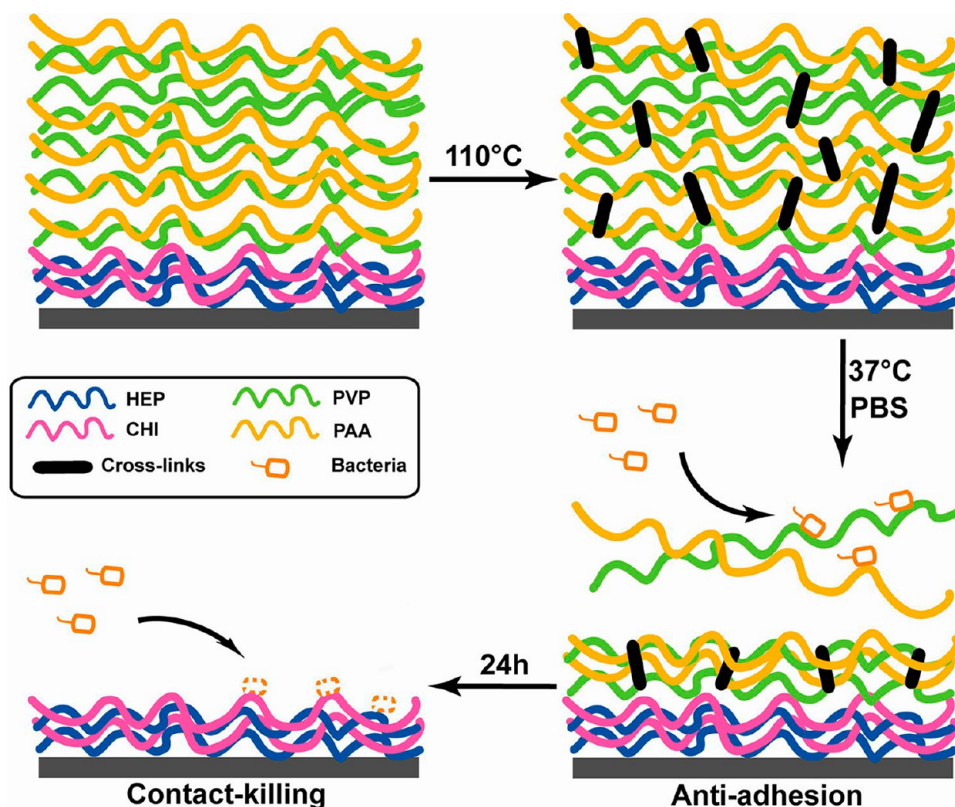 110°C
37°C
PBS
HEP
PVP
CHI
PAA
Cross-links
Bacteria
24h
Contact-killing
Anti-adhesion